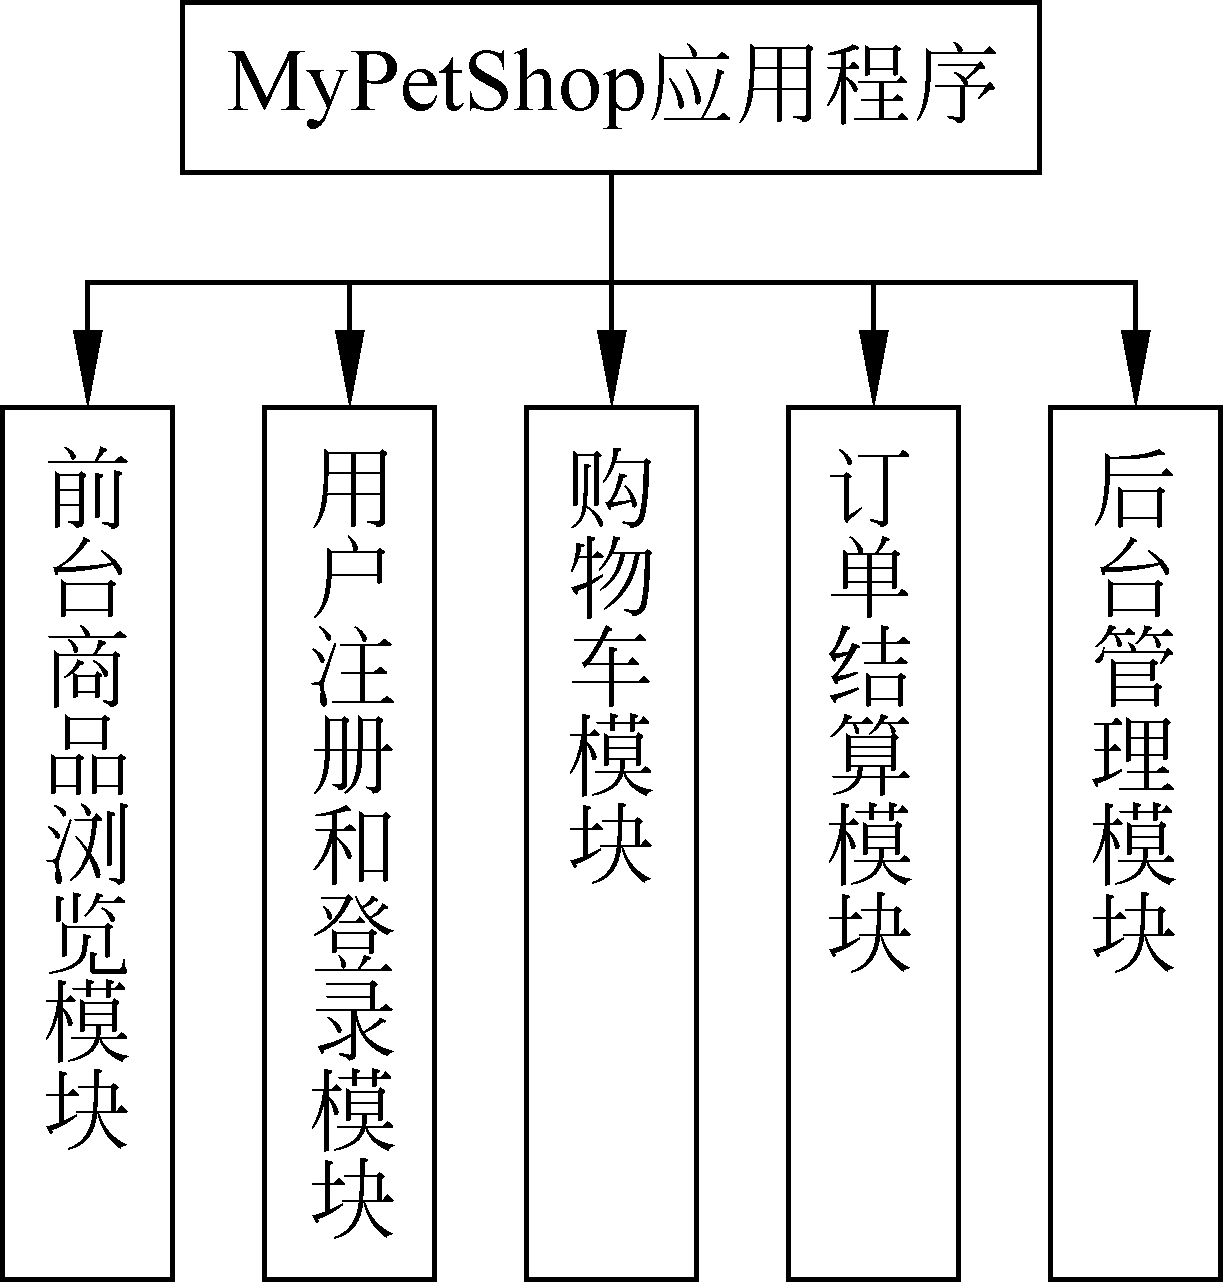 MyPetShop应用程序
前台商品浏览模块
用户注册和登录模块
购物车模块
订单结算模块
后台管理模块